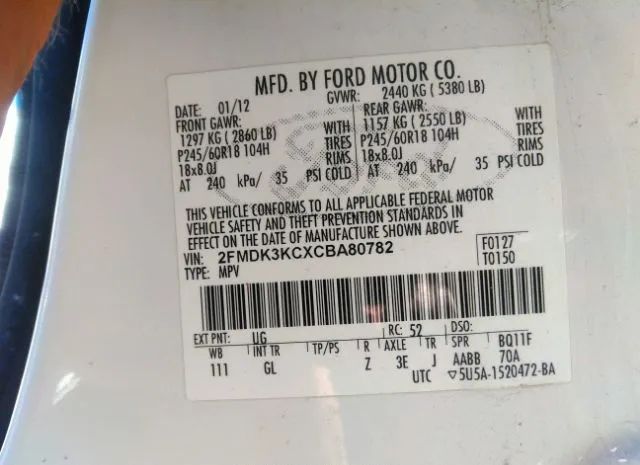 MFD. BY FORD MOTOR CO.
DATE: 01/12 GVWR: 2440 KG ( 5380 LB)
FRONT GAWR: REAR GAWR:
1297 KG ( 2860 LB) WITH 1157 KG ( 2550 LB) WITH
P245/60R18 104H TIRES P245/60R18 104H TIRES
18x8.0J RIMS 18x8.0J RIMS
AT 240 kPa/ 35 PSI COLD AT 240 kPa/ 35 PSI COLD
THIS VEHICLE CONFORMS TO ALL APPLICABLE FEDERAL MOTOR
VEHICLE SAFETY AND THEFT PREVENTION STANDARDS IN
EFFECT ON THE DATE OF MANUFACTURE SHOWN ABOVE.
VIN: 2FMDK3KCXCBA80782 F0127
TYPE: MPV T0150
EXT PNT: UG RC: 52 DSO:
WB INT TR TP/PS R AXLE TR SPR BQ11F
111 GL Z 3E J AABB 70A
UTC ▽5U5A-1520472-BA